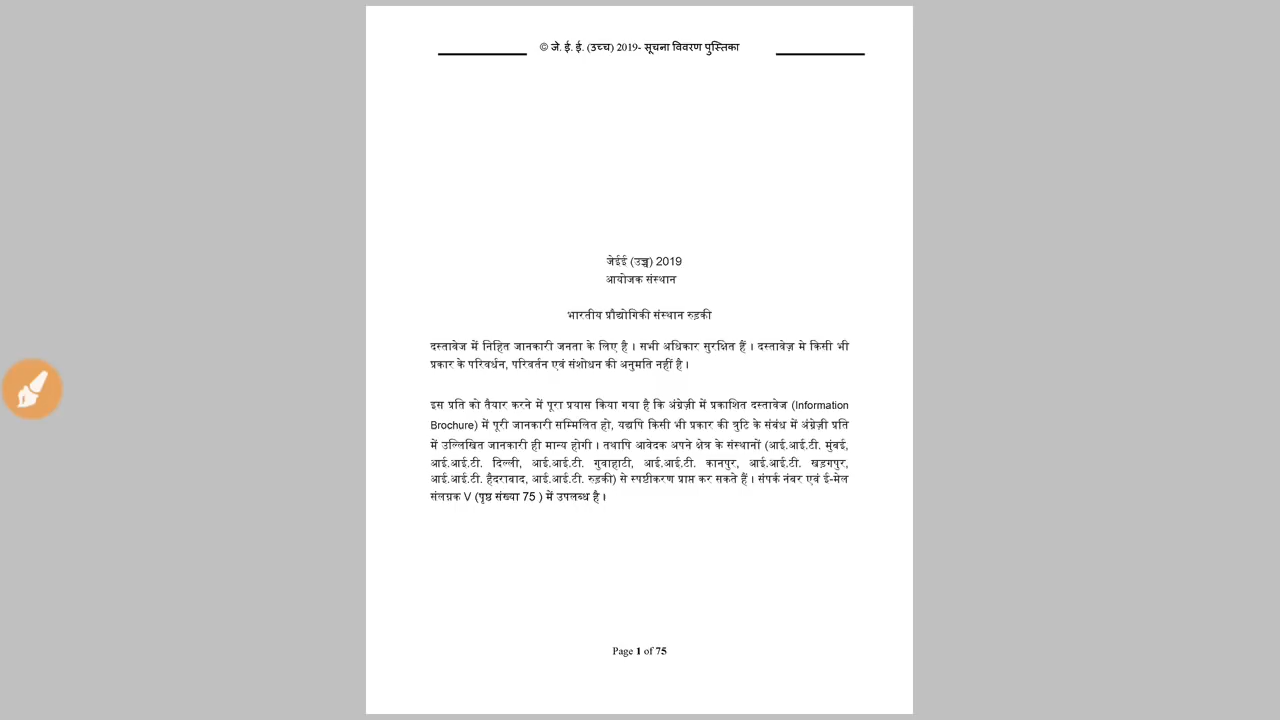 © जे. ई. ई. (उच्च) 2019- सूचना विवरण पुस्तिका
जेईई (उच्च) 2019
आयोजक संस्थान
भारतीय प्रौद्योगिकी संस्थान रुड़की
दस्तावेज में निहित जानकारी जनता के लिए है । सभी अधिकार सुरक्षित हैं । दस्तावेज़ मे किसी भी
प्रकार के परिवर्धन, परिवर्तन एवं संशोधन की अनुमति नहीं है ।
इस प्रति को तैयार करने में पूरा प्रयास किया गया है कि अंग्रेज़ी में प्रकाशित दस्तावेज (Information
Brochure) में पूरी जानकारी सम्मिलित हो, यद्यपि किसी भी प्रकार की त्रुटि के संबंध में अंग्रेज़ी प्रति
में उल्लिखित जानकारी ही मान्य होगी । तथापि आवेदक अपने क्षेत्र के संस्थानों (आई.आई.टी. मुंबई,
आई.आई.टी. दिल्ली, आई.आई.टी. गुवाहाटी, आई.आई.टी. कानपुर, आई.आई.टी. खड़गपुर,
आई.आई.टी. हैदराबाद, आई.आई.टी. रुड़की) से स्पष्टीकरण प्राप्त कर सकते हैं । संपर्क नंबर एवं ई-मेल
संलग्नक V (पृष्ठ संख्या 75 ) में उपलब्ध है ।
Page 1 of 75